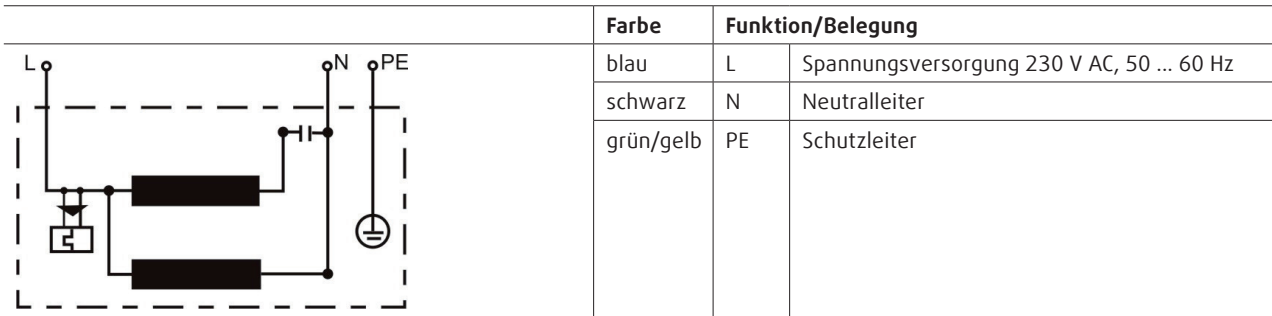 Farbe Funktion/Belegung
L N PE
blau L Spannungsversorgung 230 V AC, 50 ... 60 Hz
schwarz N Neutralleiter
grün/gelb PE Schutzleiter